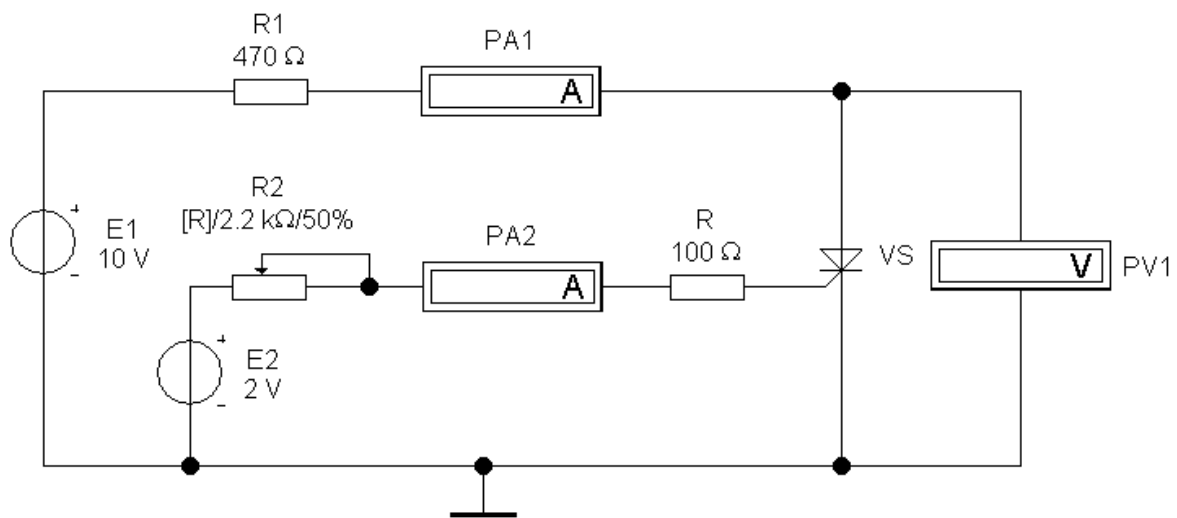 R1
470 Ω
PA1
A
R2
[R]/2.2 kΩ/50%
+
E1
10 V
-
PA2
A
R
100 Ω
VS
V
PV1
+
E2
2 V
-